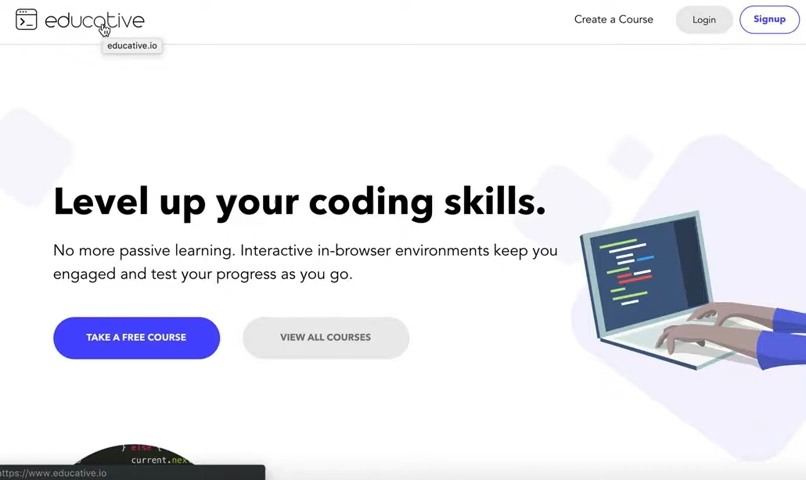 educative
Create a Course
Login
Signup
educative.io
Level up your coding skills.
No more passive learning. Interactive in-browser environments keep you
engaged and test your progress as you go.
TAKE A FREE COURSE
VIEW ALL COURSES
} else {
current.nex
https://www.educative.io